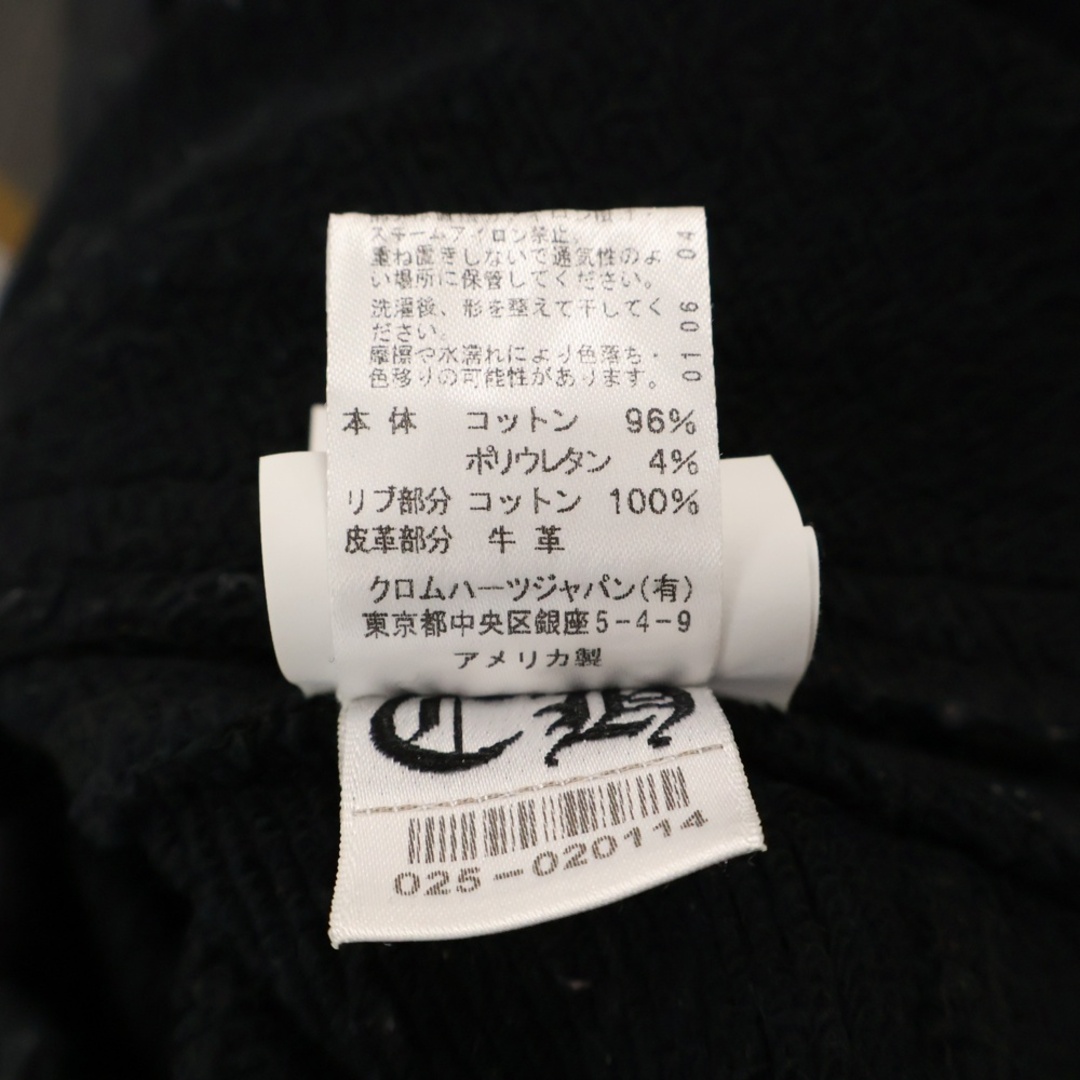 スチームアイロン禁止。
重ね置きしないで通気性のよ
い場所に保管してください。
洗濯後、形を整えて干してく
ださい。
摩擦や水濡れにより色落ち・
色移りの可能性があります。
01 06 04
本 体 コットン 96%
ポリウレタン 4%
リブ部分 コットン 100%
皮革部分 牛 革
クロムハーツジャパン(有)
東京都中央区銀座5-4-9
アメリカ製
025-020114